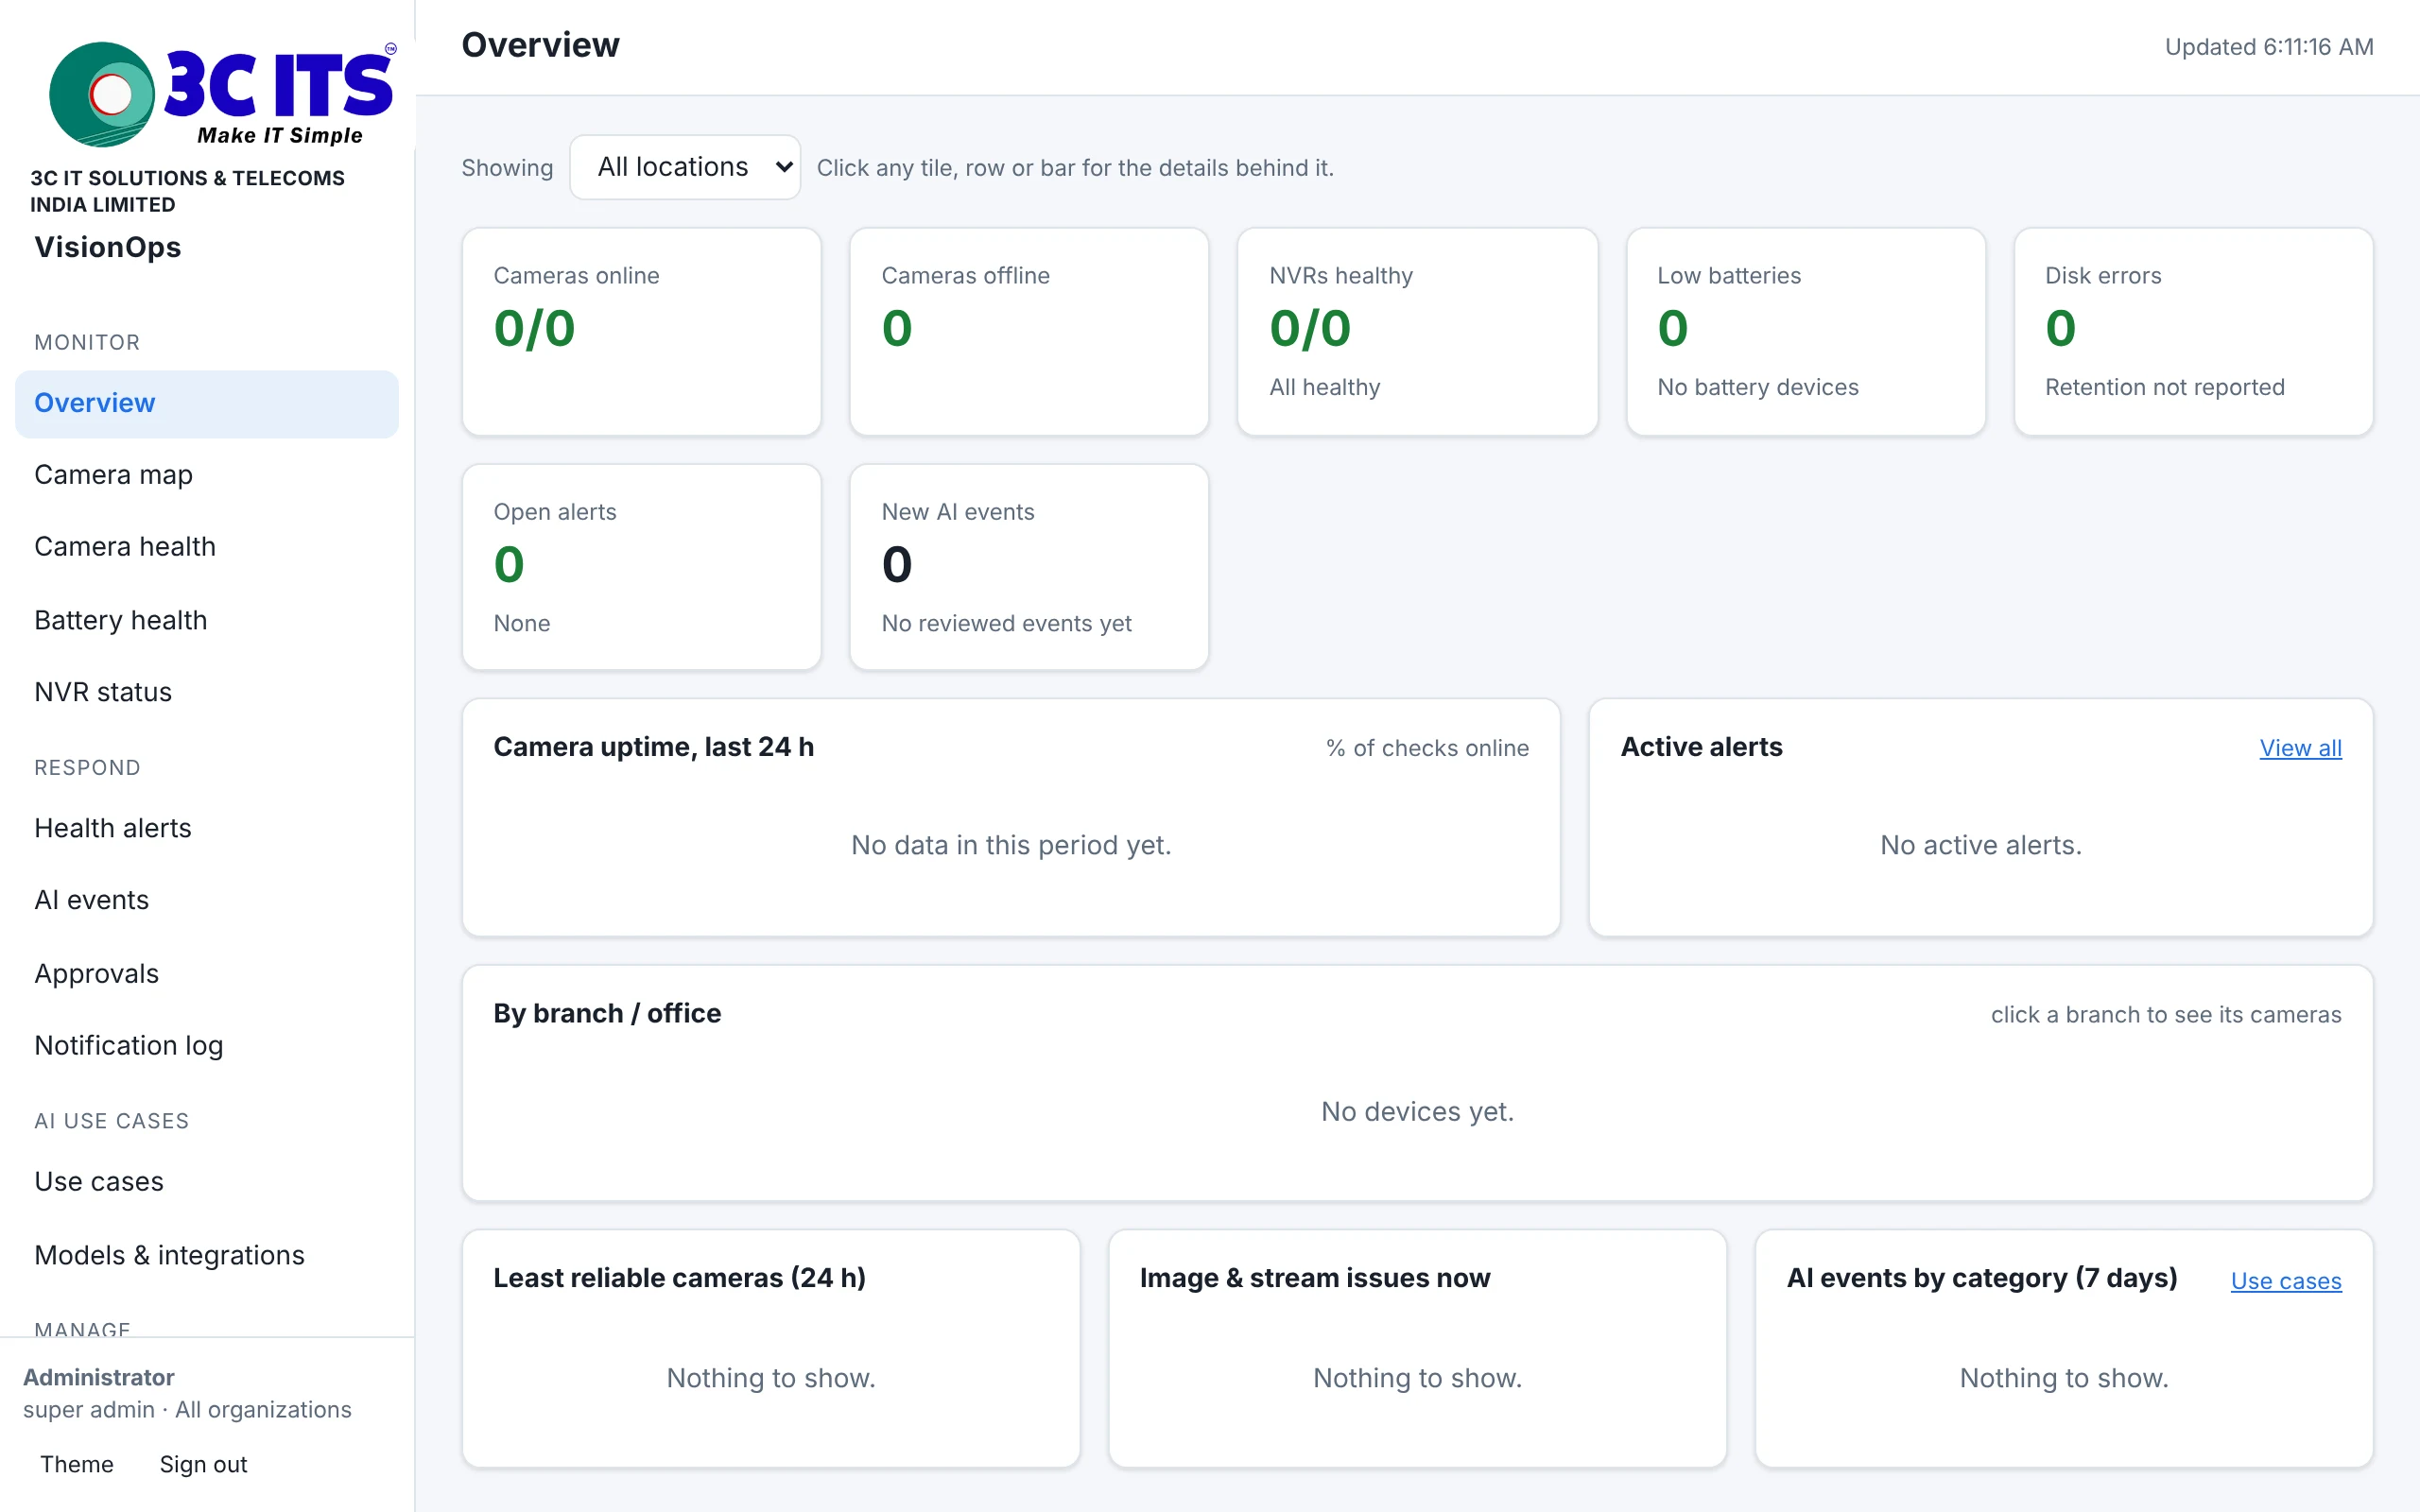 3C ITS
TM
Make IT Simple
3C IT SOLUTIONS & TELECOMS
INDIA LIMITED
VisionOps
MONITOR
Overview
Camera map
Camera health
Battery health
NVR status
RESPOND
Health alerts
AI events
Approvals
Notification log
AI USE CASES
Use cases
Models & integrations
MANAGE
Administrator
super admin · All organizations
Theme
Sign out
Overview
Updated 6:11:16 AM
Showing
All locations
Click any tile, row or bar for the details behind it.
Cameras online
0/0
Cameras offline
0
NVRs healthy
0/0
All healthy
Low batteries
0
No battery devices
Disk errors
0
Retention not reported
Open alerts
0
None
New AI events
0
No reviewed events yet
Camera uptime, last 24 h
% of checks online
No data in this period yet.
Active alerts
View all
No active alerts.
By branch / office
click a branch to see its cameras
No devices yet.
Least reliable cameras (24 h)
Nothing to show.
Image & stream issues now
Nothing to show.
AI events by category (7 days)
Use cases
Nothing to show.